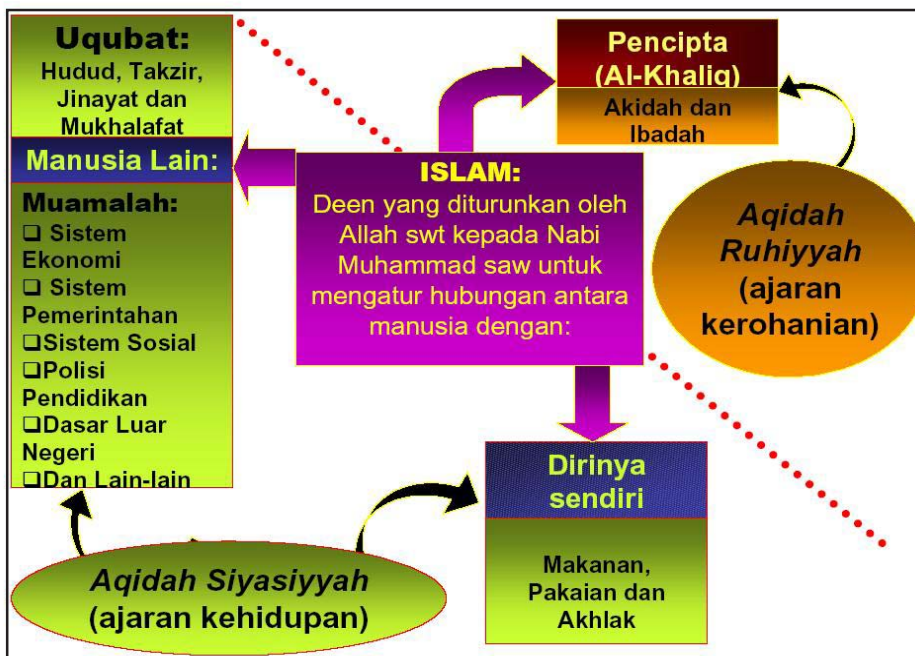 Uqubat:
Hudud, Takzir,
Jinayat dan
Mukhalafat
Manusia Lain:
Muamalah:
❑ Sistem
Ekonomi
❑ Sistem
Pemerintahan
❑Sistem Sosial
❑Polisi
Pendidikan
❑Dasar Luar
Negeri
❑Dan Lain-lain
ISLAM:
Deen yang diturunkan oleh
Allah swt kepada Nabi
Muhammad saw untuk
mengatur hubungan antara
manusia dengan:
Pencipta
(Al-Khaliq)
Akidah dan
Ibadah
Aqidah
Ruhiyyah
(ajaran
kerohanian)
Dirinya
sendiri
Makanan,
Pakaian dan
Akhlak
Aqidah Siyasiyyah
(ajaran kehidupan)